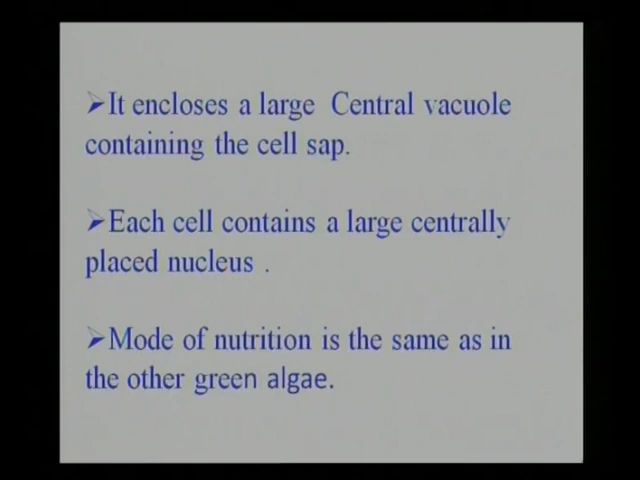 ➢It encloses a large Central vacuole
containing the cell sap.
➢Each cell contains a large centrally
placed nucleus .
➢Mode of nutrition is the same as in
the other green algae.